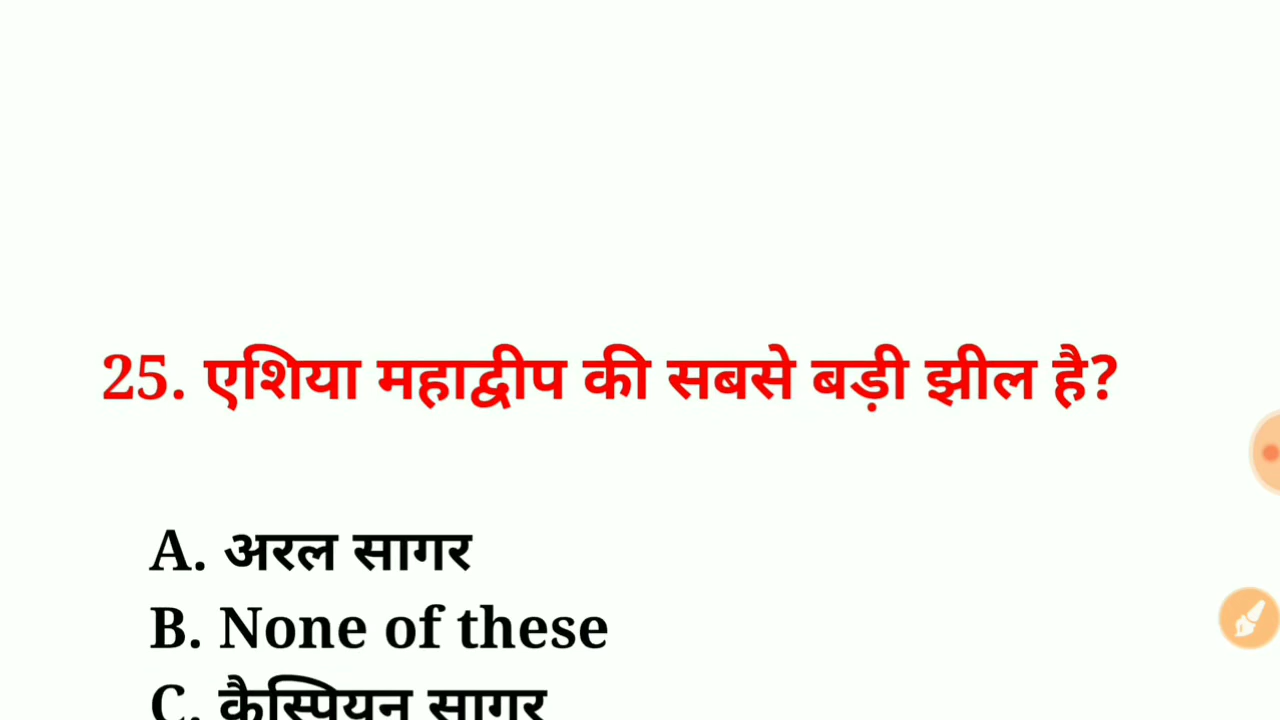 25. एशिया महाद्वीप की सबसे बड़ी झील है?
A. अरल सागर
B. None of these
C. कैस्पियन सागर